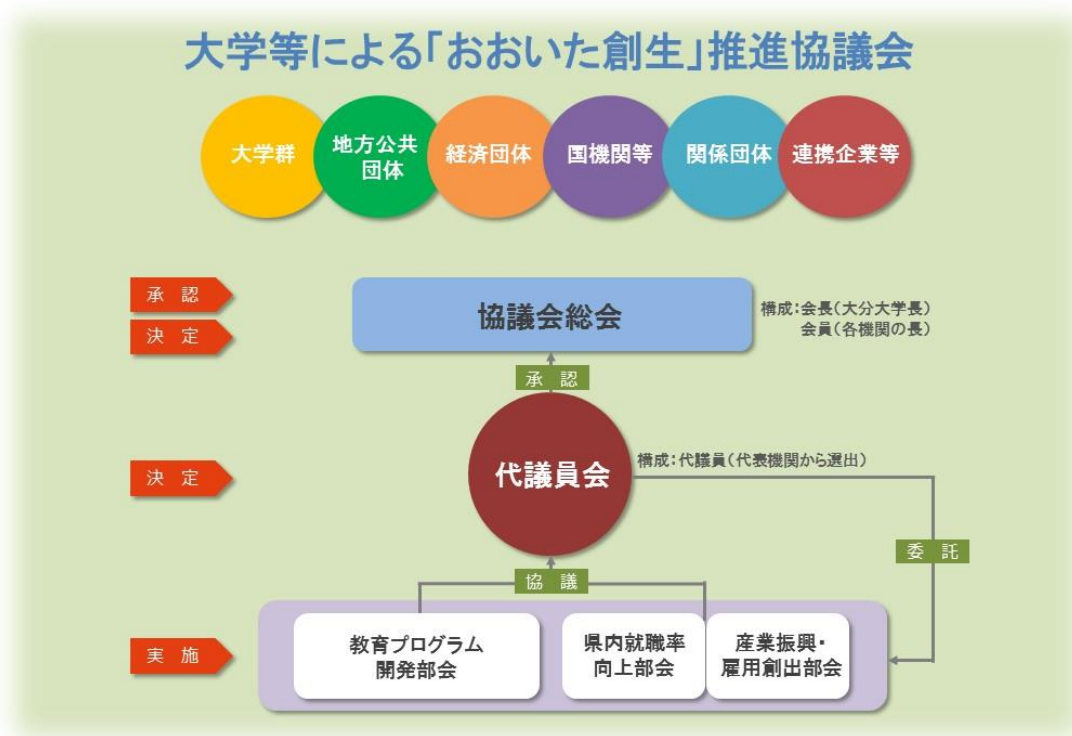 大学等による「おおいた創生」推進協議会
大学群
地方公共
団体
経済団体
国機関等
関係団体
連携企業等
承 認
決 定
協議会総会
構成:会長(大分大学長)
会員(各機関の長)
承 認
決 定
代議員会
構成:代議員(代表機関から選出)
委 託
協 議
実 施
教育プログラム
開発部会
県内就職率
向上部会
産業振興・
雇用創出部会